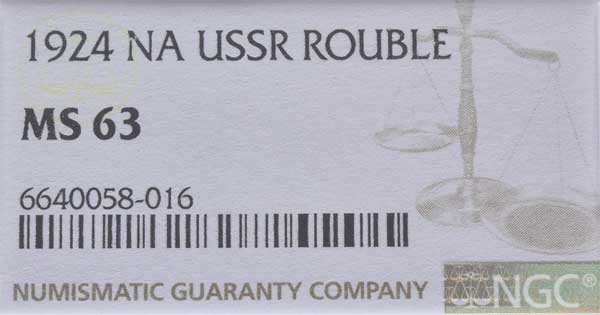 1924 NA USSR ROUBLE
MS 63
6640058-016
NUMISMATIC GUARANTY COMPANY
NGC®